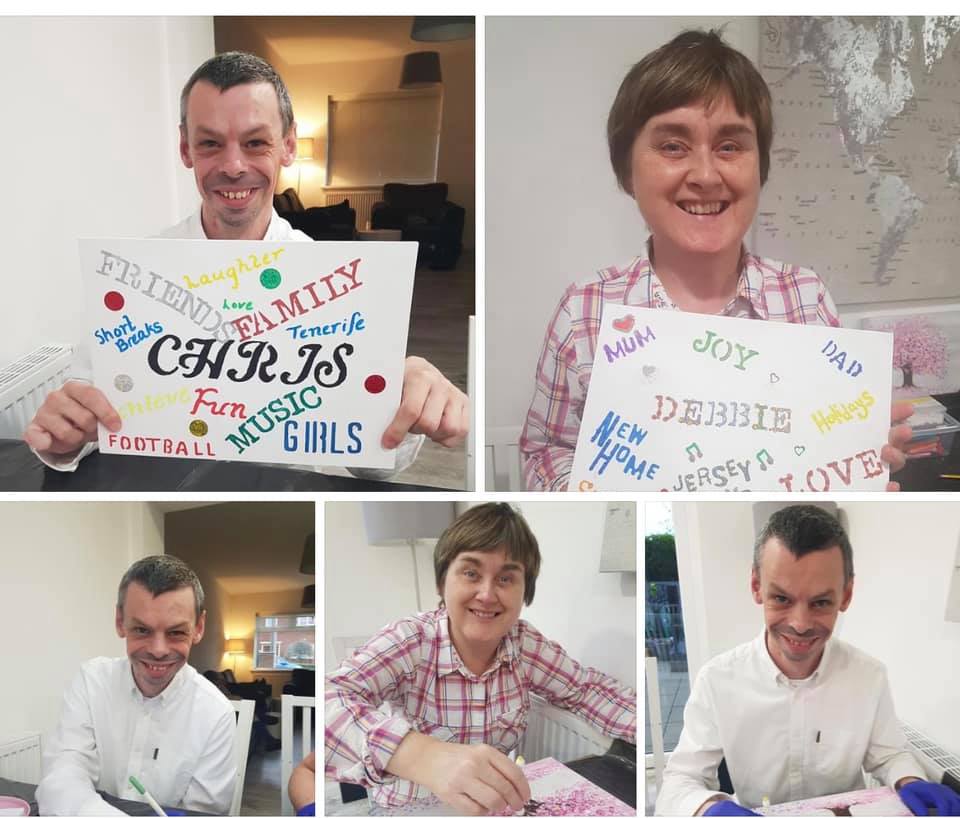 FRIENDS
Laughter
Love
FAMILY
Short
Breaks
Tenerife
CHRIS
Fun
MUSIC
FOOTBALL
GIRLS
MUM
JOY
DAD
DEBBIE
Holidays
NEW
HOME
JERSEY
LOVE